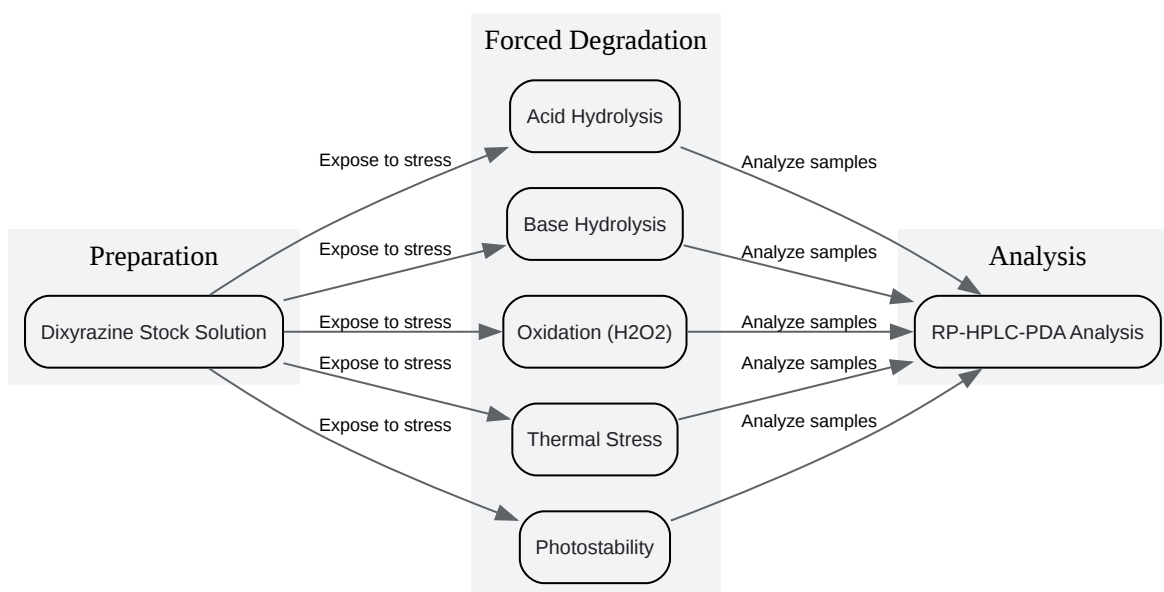 Forced Degradation
Acid Hydrolysis
Expose to stress
Analyze samples
Base Hydrolysis
Preparation
Expose to stress
Analyze samples
Analysis
Dixyrazine Stock Solution
Expose to stress
Oxidation (H2O2)
Analyze samples
RP-HPLC-PDA Analysis
Expose to stress
Analyze samples
Thermal Stress
Expose to stress
Analyze samples
Photostability